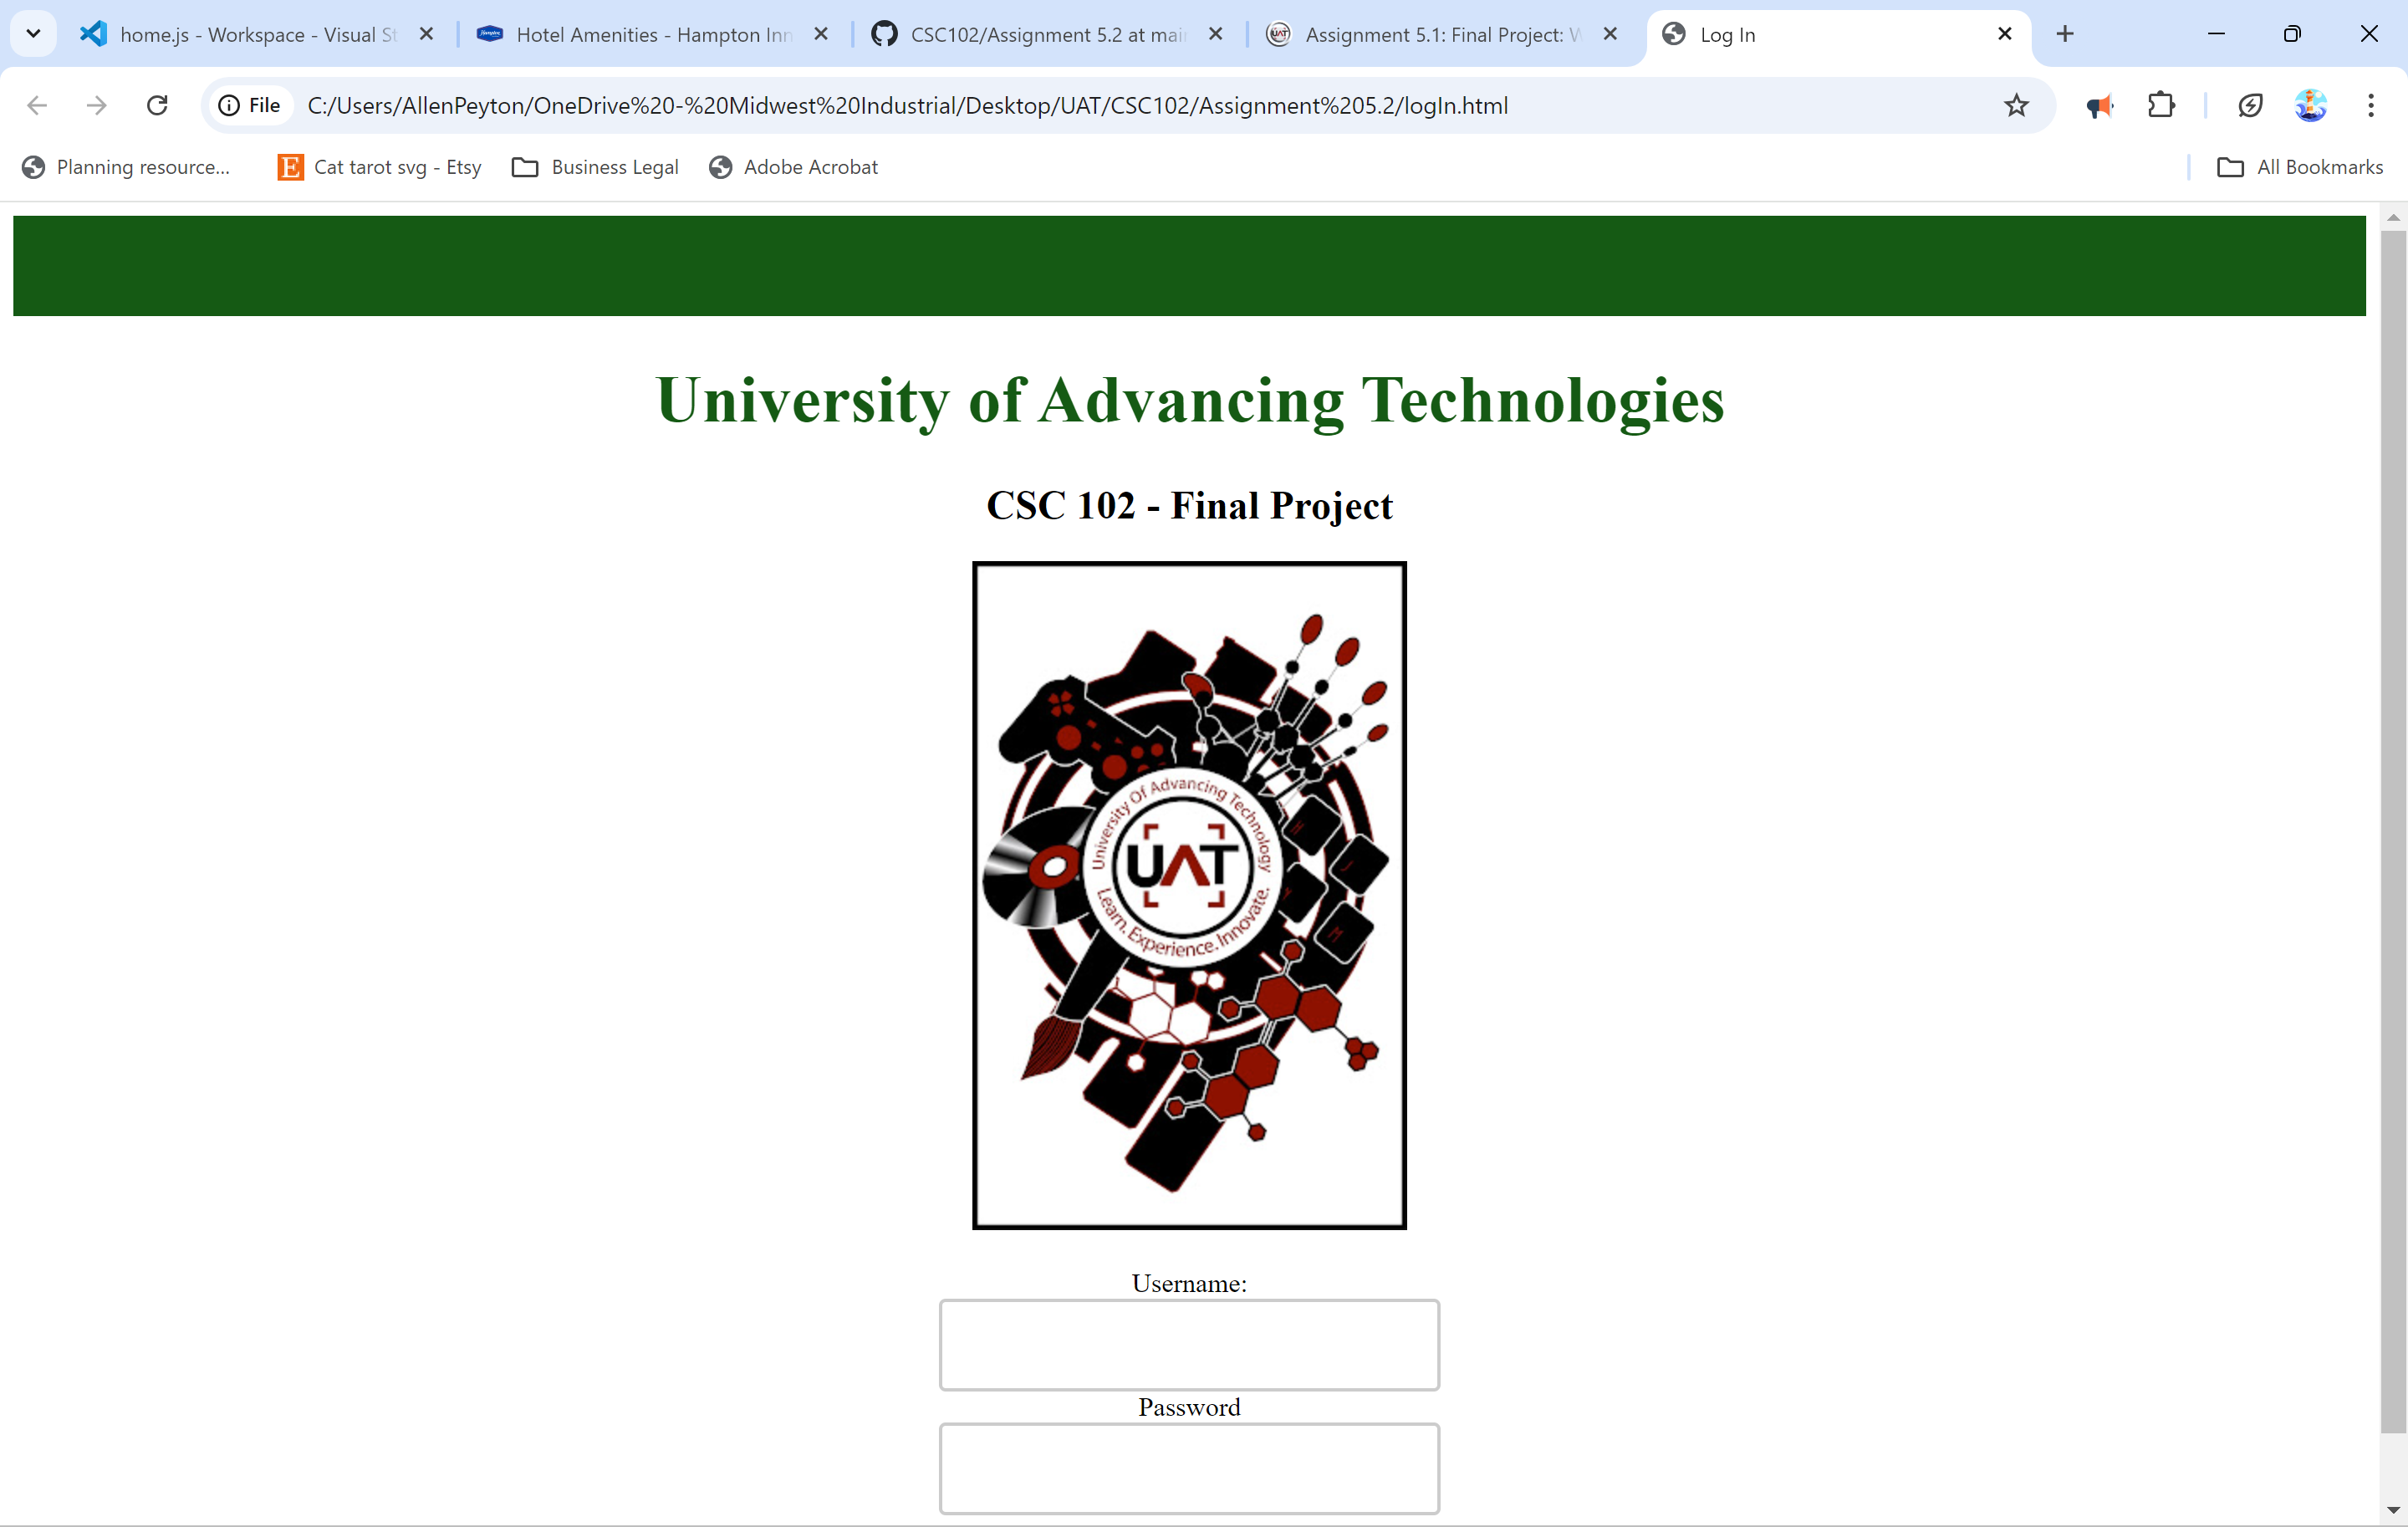 home.js - Workspace - Visual St
Hotel Amenities - Hampton Inn
CSC102/Assignment 5.2 at mai
Assignment 5.1: Final Project: W
Log In
File
C:/Users/AllenPeyton/OneDrive%20-%20Midwest%20Industrial/Desktop/UAT/CSC102/Assignment%205.2/logIn.html
Planning resource...
Cat tarot svg - Etsy
Business Legal
Adobe Acrobat
All Bookmarks
University of Advancing Technologies
CSC 102 - Final Project
University Of Advancing Technology
UAT
Learn. Experience. Innovate.
H
J
M
Username:
Password